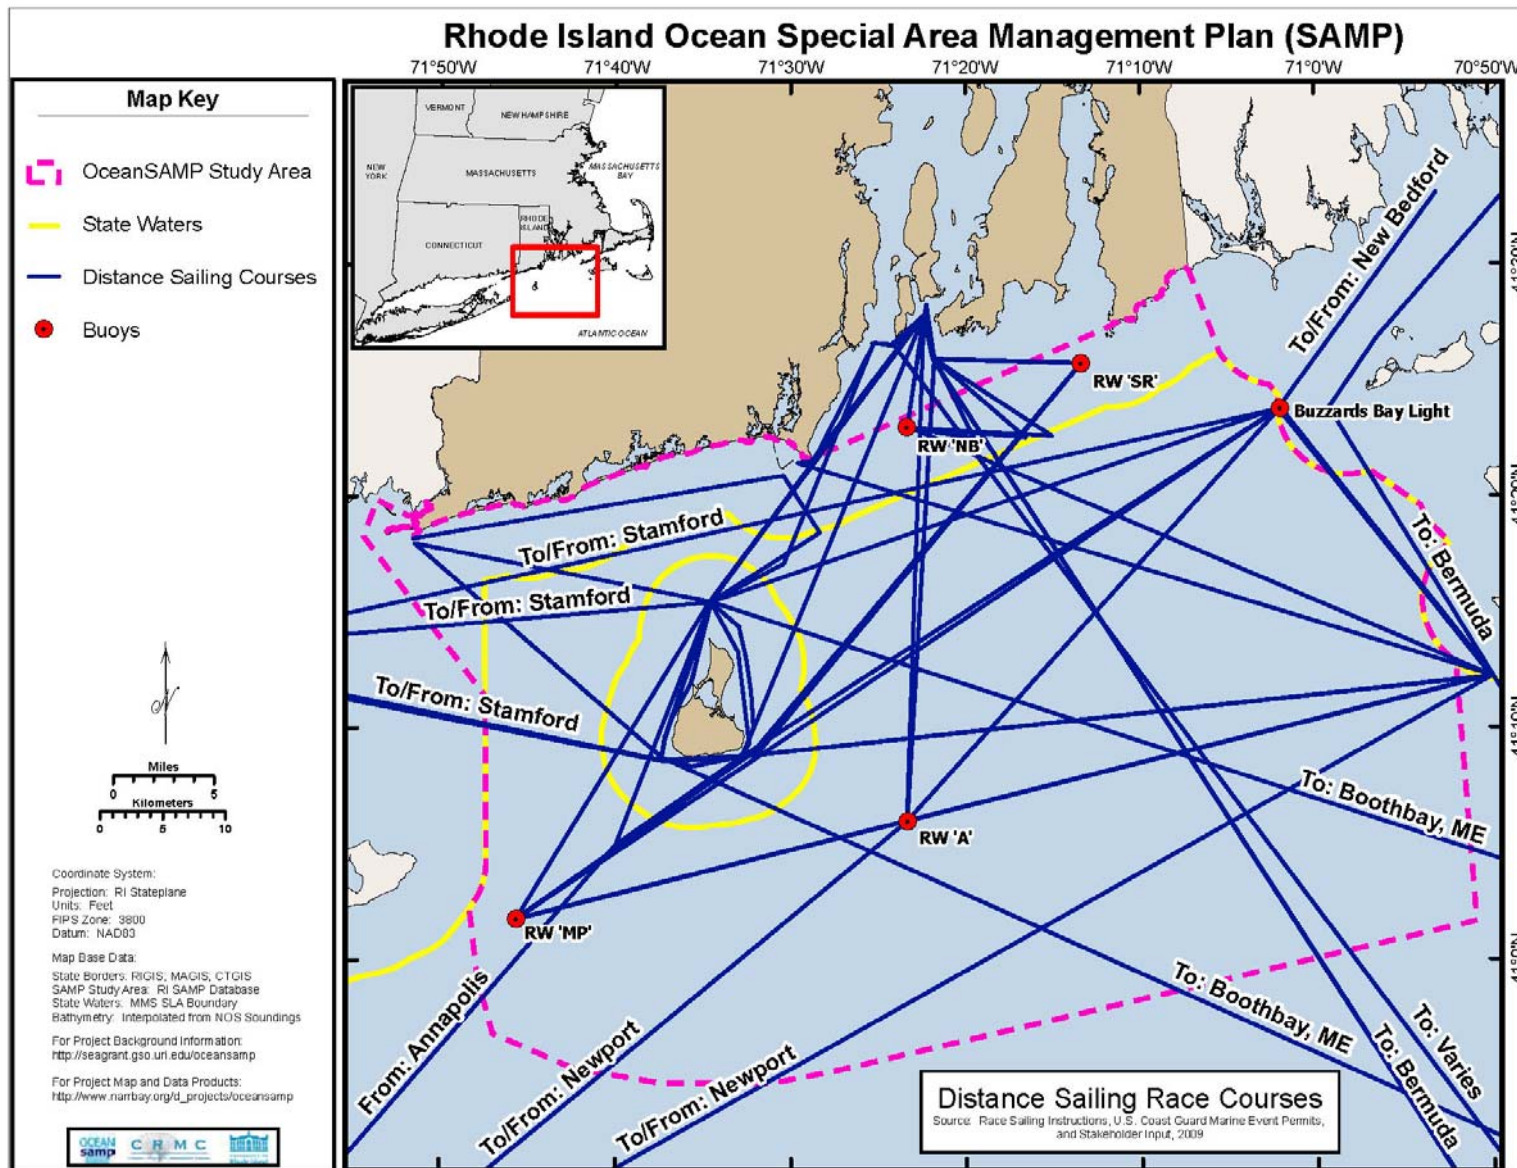 Rhode Island Ocean Special Area Management Plan (SAMP)
71°50'W 71°40'W 71°30'W 71°20'W 71°10'W 71°0'W 70°50'W
Map Key
OceanSAMP Study Area
State Waters
Distance Sailing Courses
Buoys
N
Miles
0 5
Kilometers
0 5 10
Coordinate System:
Projection: RI Stateplane
Units: Feet
FIPS Zone: 3800
Datum: NAD83
Map Base Data:
State Borders: RIGIS, MAGIS, CTGIS
SAMP Study Area: RI SAMP Database
State Waters: MMS SLA Boundary
Bathymetry: Interpolated from NOS Soundings
For Project Background Information:
http://seagrant.gso.uri.edu/oceansamp
For Project Map and Data Products:
http://www.narrbay.org/d_projects/oceansamp
OCEAN
samp
CRMC
VERMONT
NEW HAMPSHIRE
NEW
YORK
MASSACHUSETTS
MASSACHUSETTS
BAY
CONNECTICUT
RHODE
ISLAND
ATLANTIC OCEAN
To/From: New Bedford
41°20'N
41°10'N
41°0'N
RW 'SR'
Buzzards Bay Light
RW 'NB'
To/From: Stamford
To/From: Stamford
To/From: Stamford
To: Bermuda
To: Boothbay, ME
RW 'A'
RW 'MP'
From: Annapolis
To/From: Newport
To/From: Newport
To: Boothbay, ME
To: Varies
To: Bermuda
Distance Sailing Race Courses
Source: Race Sailing Instructions, U.S. Coast Guard Marine Event Permits,
and Stakeholder Input, 2009